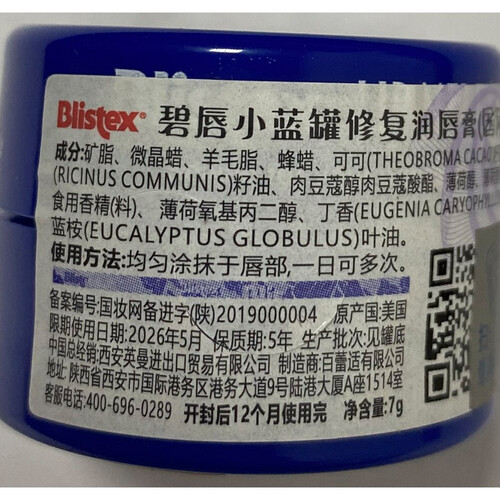 Blistex® 碧唇小蓝罐修复润唇膏
成分:矿脂、微晶蜡、羊毛脂、蜂蜡、可可(THEOBROMA CACAO)
(RICINUS COMMUNIS)籽油、肉豆蔻醇肉豆蔻酸酯、薄荷醇、
食用香精(料)、薄荷氧基丙二醇、丁香(EUGENIA CARYOPHYL
蓝桉(EUCALYPTUS GLOBULUS)叶油。
使用方法:均匀涂抹于唇部,一日可多次。
备案编号:国妆网备进字(陕)2019000004 原产国:美国
限期使用日期:2026年5月 保质期:5年 生产批次:见罐底
中国总经销:西安英曼进出口贸易有限公司 制造商:百蕾适有限公司
地址:陕西省西安市国际港务区港务大道9号陆港大厦A座1514室
客服电话:400-696-0289 开封后12个月使用完 净含量:7g